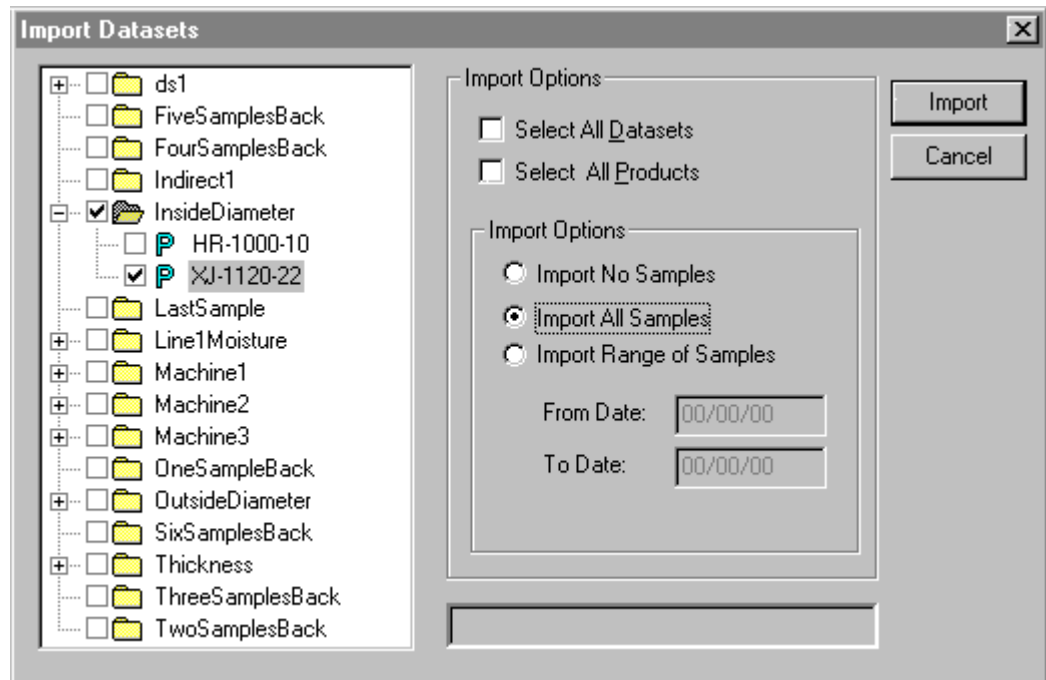 Import Datasets
ds1
FiveSamplesBack
FourSamplesBack
Indirect1
InsideDiameter
HR-1000-10
XJ-1120-22
LastSample
Line1Moisture
Machine1
Machine2
Machine3
OneSampleBack
OutsideDiameter
SixSamplesBack
Thickness
ThreeSamplesBack
TwoSamplesBack
Import Options
Select All Datasets
Select All Products
Import Options
Import No Samples
Import All Samples
Import Range of Samples
From Date: 00/00/00
To Date: 00/00/00
Import
Cancel